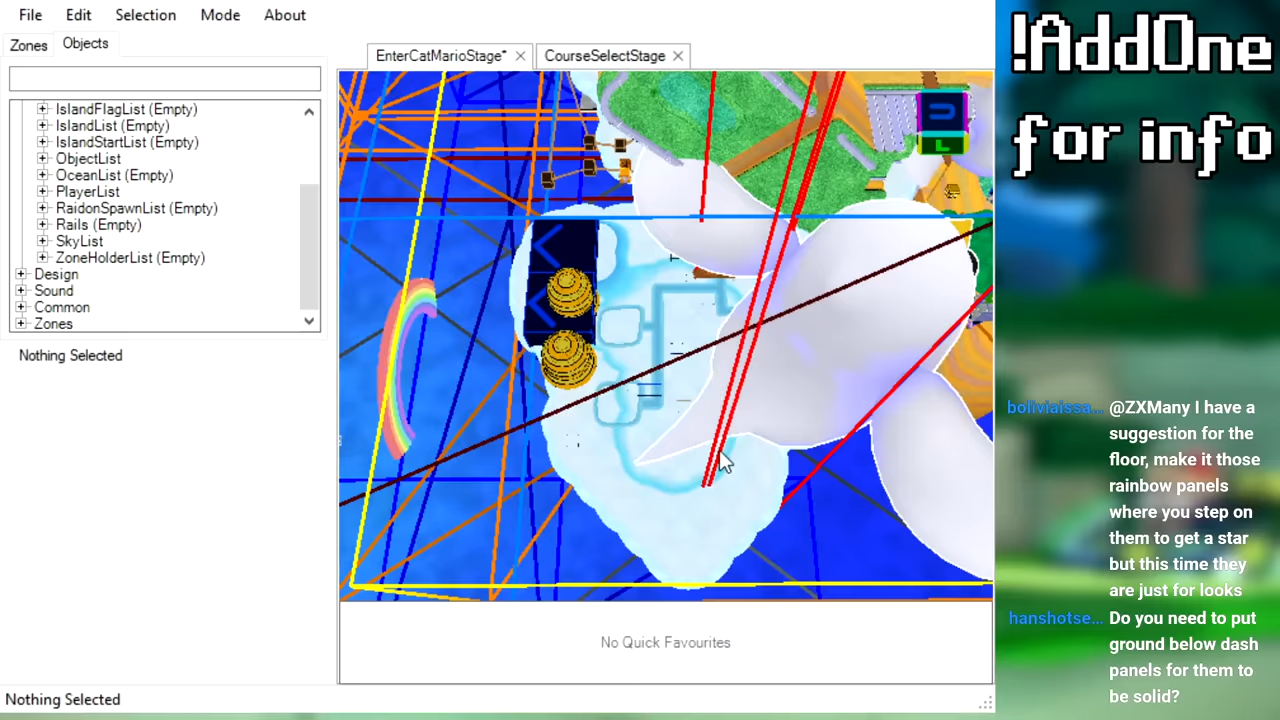 File Edit Selection Mode About
Zones Objects
EnterCatMarioStage* CourseSelectStage
IslandFlagList (Empty)
IslandList (Empty)
IslandStartList (Empty)
ObjectList
OceanList (Empty)
PlayerList
RaidonSpawnList (Empty)
Rails (Empty)
SkyList
ZoneHolderList (Empty)
Design
Sound
Common
Zones
Nothing Selected
No Quick Favourites
Nothing Selected
!AddOne
for info
boliviaissa... @ZXMany I have a
suggestion for the
floor, make it those
rainbow panels
where you step on
them to get a star
but this time they
are just for looks
hanshotse... Do you need to put
ground below dash
panels for them to
be solid?